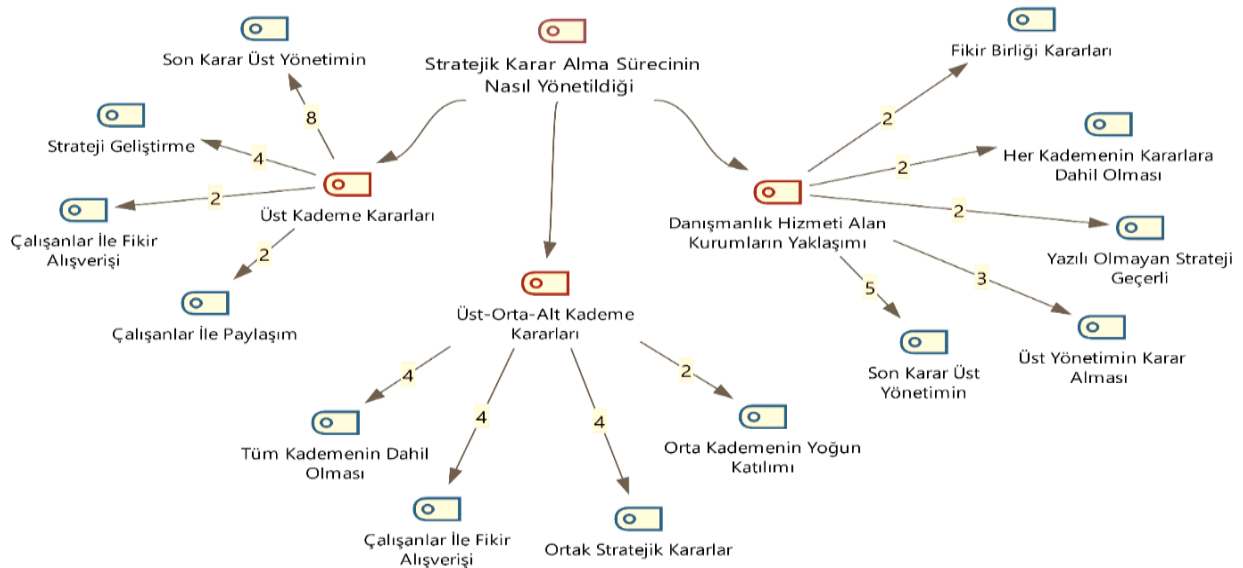 Stratejik Karar Alma Sürecinin
Nasıl Yönetildiği
Son Karar Üst Yönetimin
8
Strateji Geliştirme
4
2
Çalışanlar İle Fikir
Alışverişi
2
Çalışanlar İle Paylaşım
Üst Kademe Kararları
Üst-Orta-Alt Kademe
Kararları
4
Tüm Kademenin Dahil
Olması
4
Çalışanlar İle Fikir
Alışverişi
4
Ortak Stratejik Kararlar
2
Orta Kademenin Yoğun
Katılımı
Danışmanlık Hizmeti Alan
Kurumların Yaklaşımı
2
Fikir Birliği Kararları
2
Her Kademenin Kararlara
Dahil Olması
2
Yazılı Olmayan Strateji
Geçerli
3
Üst Yönetimin Karar
Alması
5
Son Karar Üst
Yönetimin